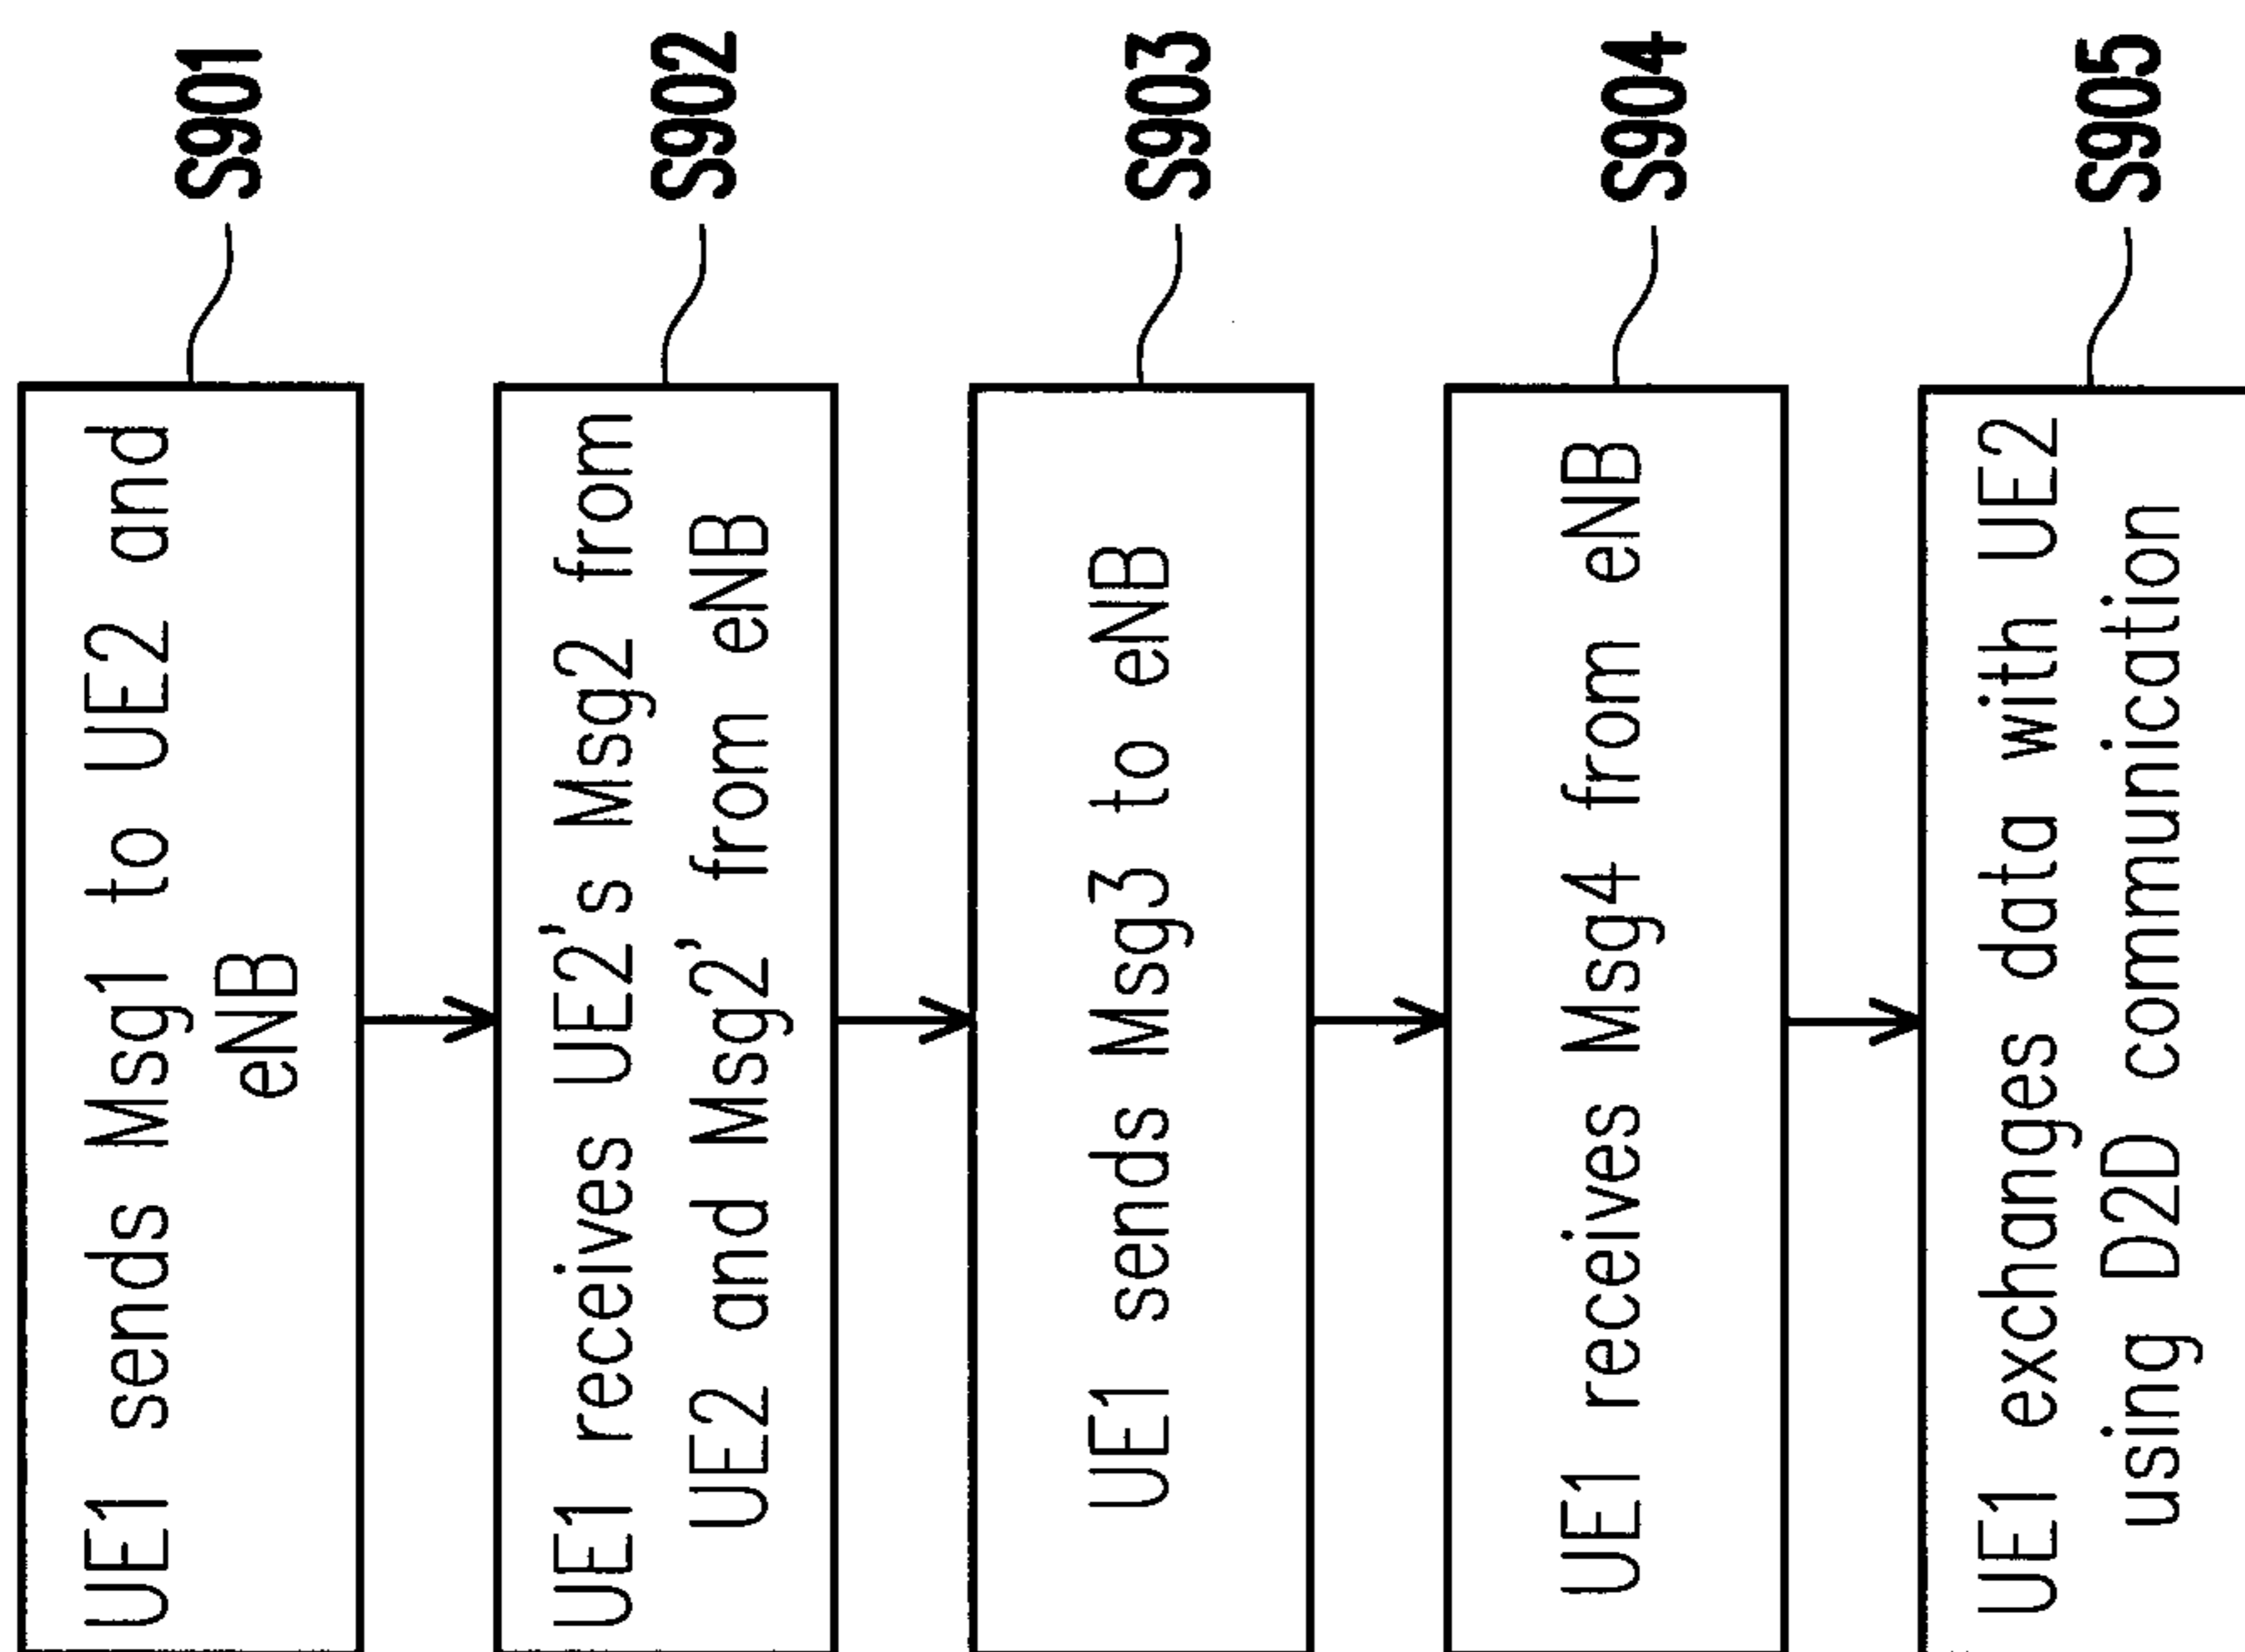 UE1 sends Msg1 to UE2 and
eNB
S901
UE1 receives UE2's Msg2 from
UE2 and Msg2' from eNB
S902
UE1 sends Msg3 to eNB
S903
UE1 receives Msg4 from eNB
S904
UE1 exchanges data with UE2
using D2D communication
S905